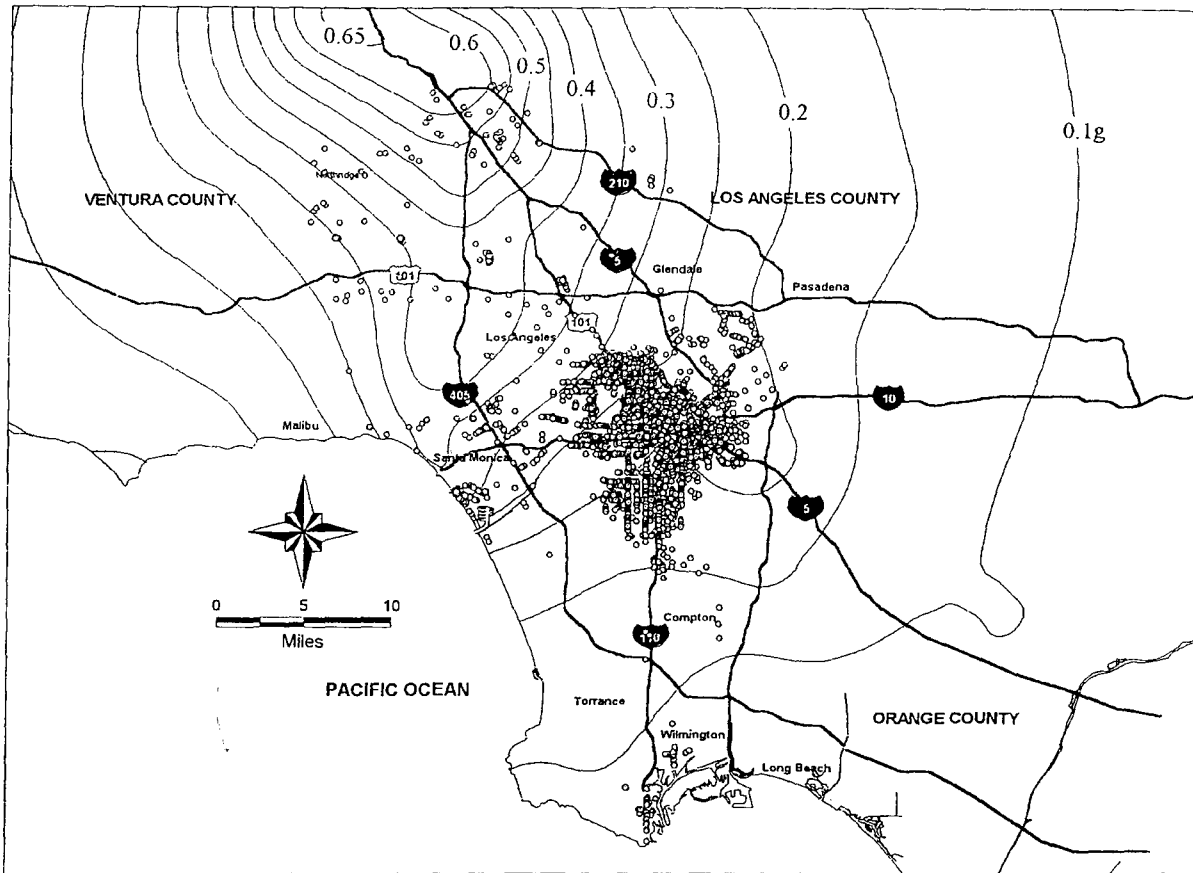 0.65
0.6
0.5
0.4
0.3
0.2
0.1g
Northridge
VENTURA COUNTY
210
LOS ANGELES COUNTY
101
5
Glendale
Pasadena
101
Los Angeles
405
10
Malibu
Santa Monica
5
0 5 10
Miles
Compton
110
PACIFIC OCEAN
Torrance
ORANGE COUNTY
Wilmington
Long Beach